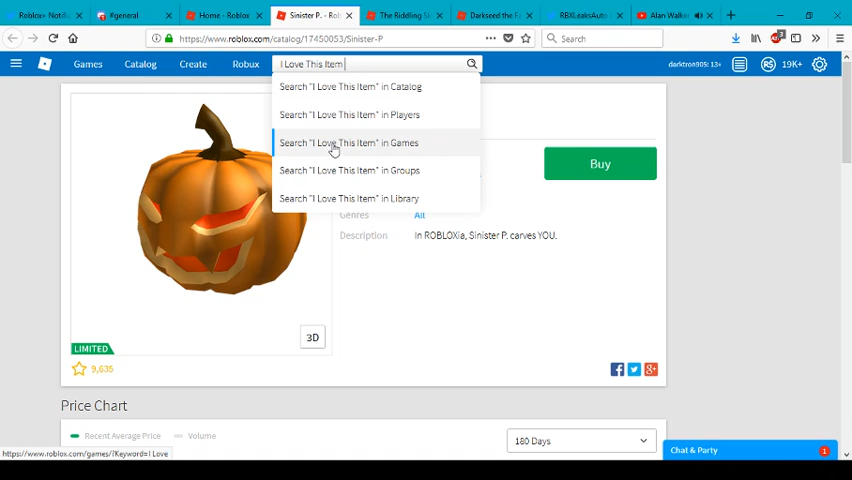 Roblox+ Notifi
#general
Home - Roblox
Sinister P. - Rob
The Riddling Sk
Darkseed the Fa
RBXLeaksAuto
Alan Walker
https://www.roblox.com/catalog/17450053/Sinister-P
Search
3
Games
Catalog
Create
Robux
I Love This Item
darktron905: 13+
R$
19K+
Search "I Love This Item" in Catalog
Search "I Love This Item" in Players
Search "I Love This Item" in Games
Search "I Love This Item" in Groups
Search "I Love This Item" in Library
Buy
Genres
All
Description
In ROBLOXia, Sinister P. carves YOU.
3D
LIMITED
9,635
Price Chart
Recent Average Price
Volume
180 Days
https://www.roblox.com/games/?Keyword=I Love
Chat & Party
1